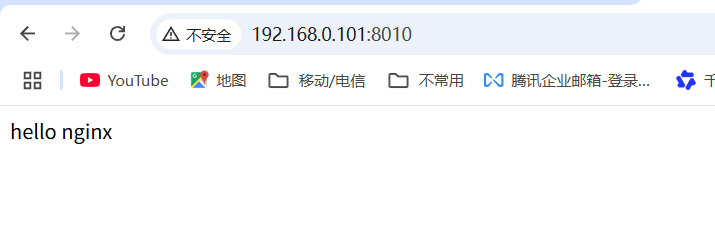 不安全 192.168.0.101:8010
YouTube 地图 移动/电信 不常用 腾讯企业邮箱-登录... 千
hello nginx